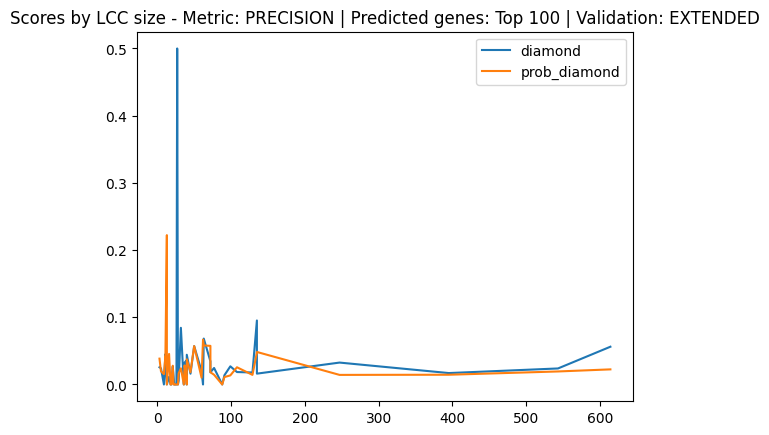 Scores by LCC size - Metric: PRECISION | Predicted genes: Top 100 | Validation: EXTENDED
diamond
prob_diamond
0.5
0.4
0.3
0.2
0.1
0.0
0 100 200 300 400 500 600